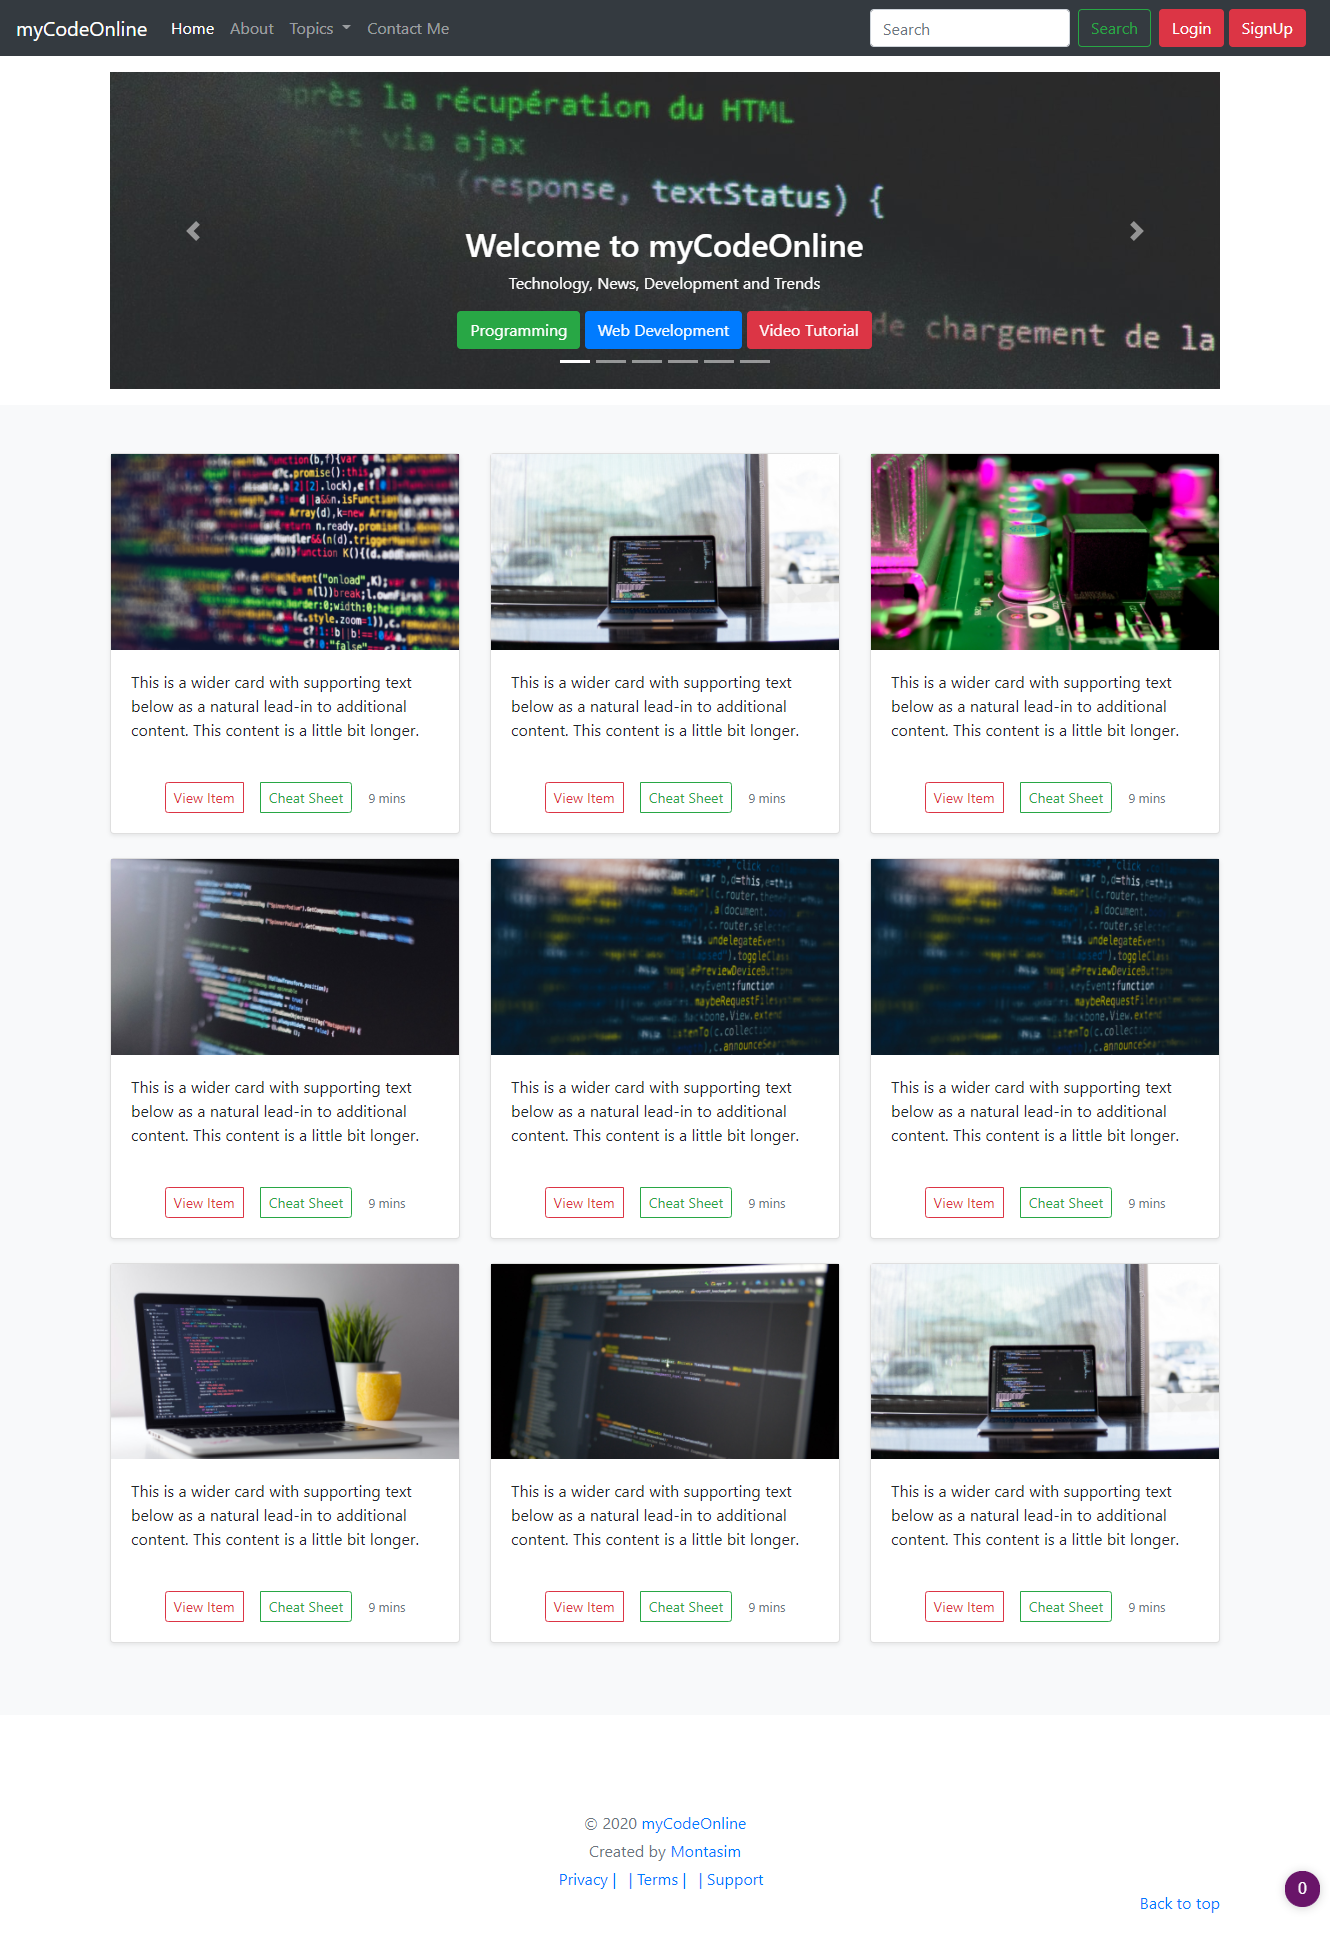 myCodeOnline Home About Topics Contact Me Search Search Login SignUp
après la récupération du HTML
via ajax
(response, textStatus) {
Welcome to myCodeOnline
Technology, News, Development and Trends
Programming Web Development Video Tutorial
de chargement de la
This is a wider card with supporting text
below as a natural lead-in to additional
content. This content is a little bit longer.
View Item Cheat Sheet 9 mins
This is a wider card with supporting text
below as a natural lead-in to additional
content. This content is a little bit longer.
View Item Cheat Sheet 9 mins
This is a wider card with supporting text
below as a natural lead-in to additional
content. This content is a little bit longer.
View Item Cheat Sheet 9 mins
This is a wider card with supporting text
below as a natural lead-in to additional
content. This content is a little bit longer.
View Item Cheat Sheet 9 mins
This is a wider card with supporting text
below as a natural lead-in to additional
content. This content is a little bit longer.
View Item Cheat Sheet 9 mins
This is a wider card with supporting text
below as a natural lead-in to additional
content. This content is a little bit longer.
View Item Cheat Sheet 9 mins
This is a wider card with supporting text
below as a natural lead-in to additional
content. This content is a little bit longer.
View Item Cheat Sheet 9 mins
This is a wider card with supporting text
below as a natural lead-in to additional
content. This content is a little bit longer.
View Item Cheat Sheet 9 mins
This is a wider card with supporting text
below as a natural lead-in to additional
content. This content is a little bit longer.
View Item Cheat Sheet 9 mins
© 2020 myCodeOnline
Created by Montasim
Privacy | | Terms | | Support
Back to top
0